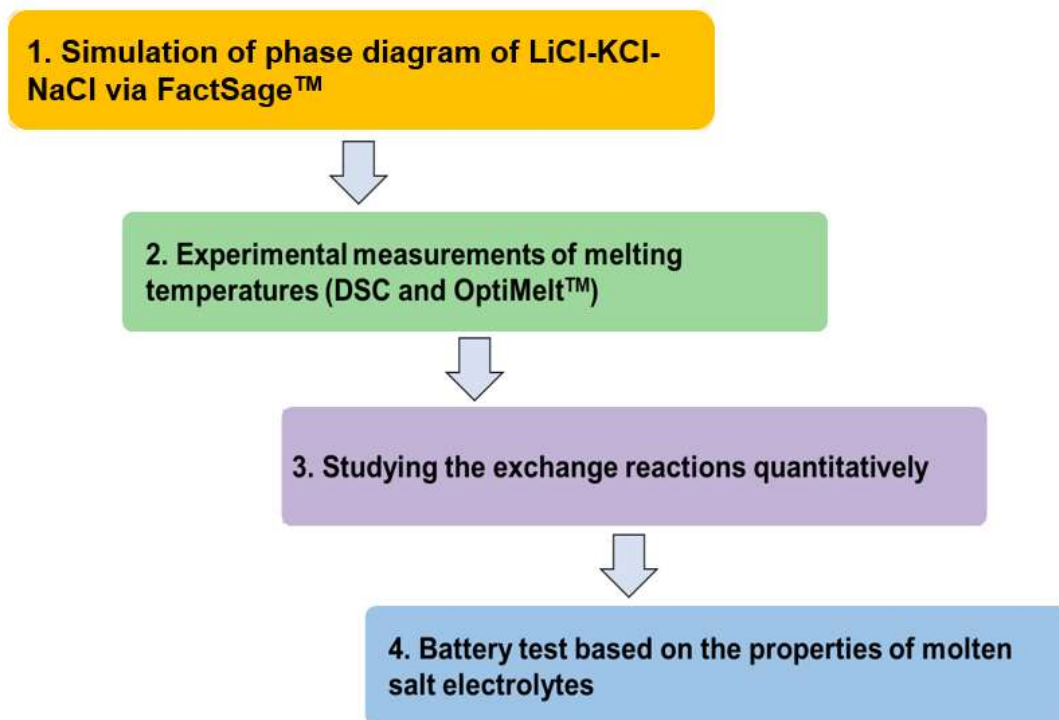 1. Simulation of phase diagram of LiCl-KCl-
NaCl via FactSage™
2. Experimental measurements of melting
temperatures (DSC and OptiMelt™)
3. Studying the exchange reactions quantitatively
4. Battery test based on the properties of molten
salt electrolytes